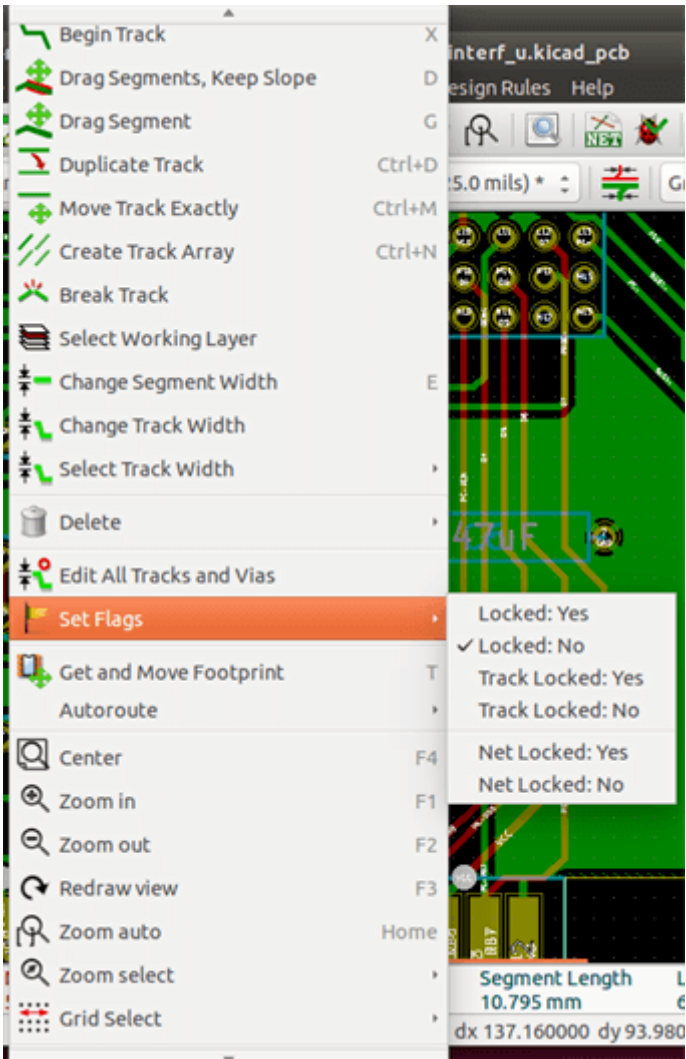 Begin Track X
Drag Segments, Keep Slope D
Drag Segment G
Duplicate Track Ctrl+D
Move Track Exactly Ctrl+M
Create Track Array Ctrl+N
Break Track
Select Working Layer
Change Segment Width E
Change Track Width
Select Track Width
Delete
Edit All Tracks and Vias
Set Flags
Get and Move Footprint T
Autoroute
Center F4
Zoom in F1
Zoom out F2
Redraw view F3
Zoom auto Home
Zoom select
Grid Select
interf_u.kicad_pcb
esign Rules Help
NET
25.0 mils) *
47uF
Locked: Yes
✓ Locked: No
Track Locked: Yes
Track Locked: No
Net Locked: Yes
Net Locked: No
VCC
Segment Length
10.795 mm
dx 137.160000 dy 93.980